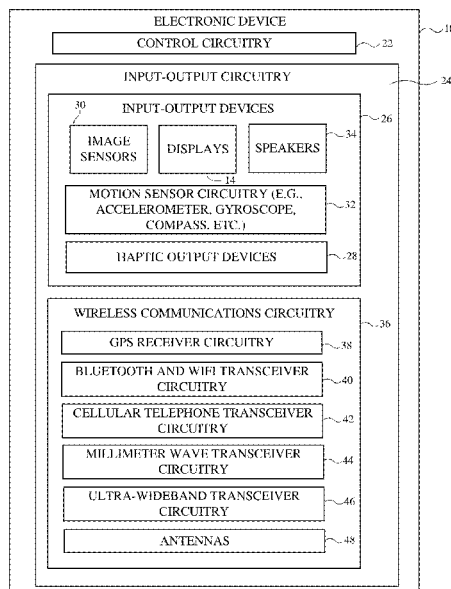 ELECTRONIC DEVICE
10
CONTROL CIRCUITRY
22
INPUT-OUTPUT CIRCUITRY
24
INPUT-OUTPUT DEVICES
26
30
IMAGE
SENSORS
DISPLAYS
14
SPEAKERS
34
MOTION SENSOR CIRCUITRY (E.G.,
ACCELEROMETER, GYROSCOPE,
COMPASS, ETC.)
32
HAPTIC OUTPUT DEVICES
28
WIRELESS COMMUNICATIONS CIRCUITRY
36
GPS RECEIVER CIRCUITRY
38
BLUETOOTH AND WIFI TRANSCEIVER
CIRCUITRY
40
CELLULAR TELEPHONE TRANSCEIVER
CIRCUITRY
42
MILLIMETER WAVE TRANSCEIVER
CIRCUITRY
44
ULTRA-WIDEBAND TRANSCEIVER
CIRCUITRY
46
ANTENNAS
48